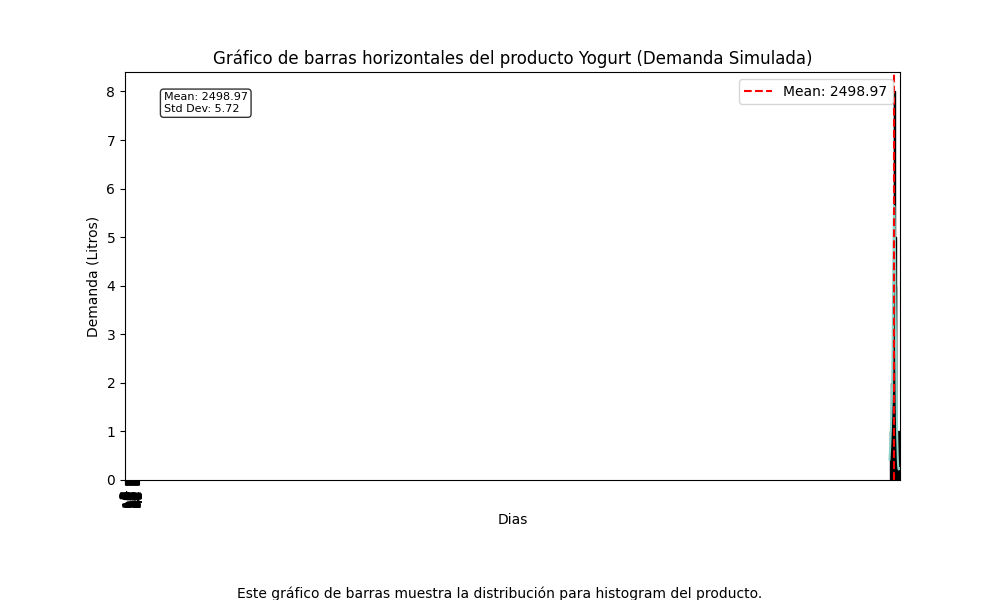 Gráfico de barras horizontales del producto Yogurt (Demanda Simulada)
Mean: 2498.97
Std Dev: 5.72
Mean: 2498.97
8
7
6
5
4
3
2
1
0
Demanda (Litros)
Dias
Este gráfico de barras muestra la distribución para histogram del producto.